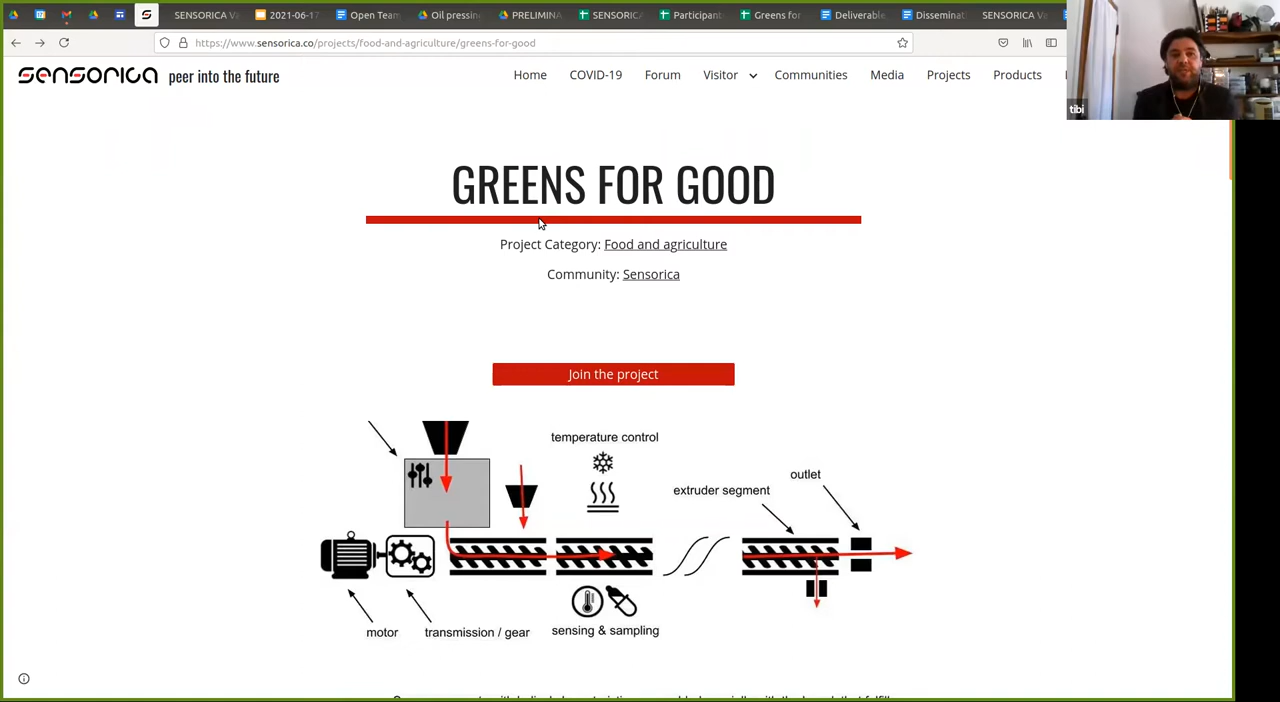 SENSORICA Va
2021-06-17
Open Team
Oil pressin
PRELIMINA
SENSORICA
Participant
Greens for
Deliverable
Disseminat
SENSORICA Va
https://www.sensorica.co/projects/food-and-agriculture/greens-for-good
sensorica peer into the future
Home COVID-19 Forum Visitor Communities Media Projects Products
tibi
GREENS FOR GOOD
Project Category: Food and agriculture
Community: Sensorica
Join the project
temperature control
outlet
extruder segment
motor
transmission / gear
sensing & sampling